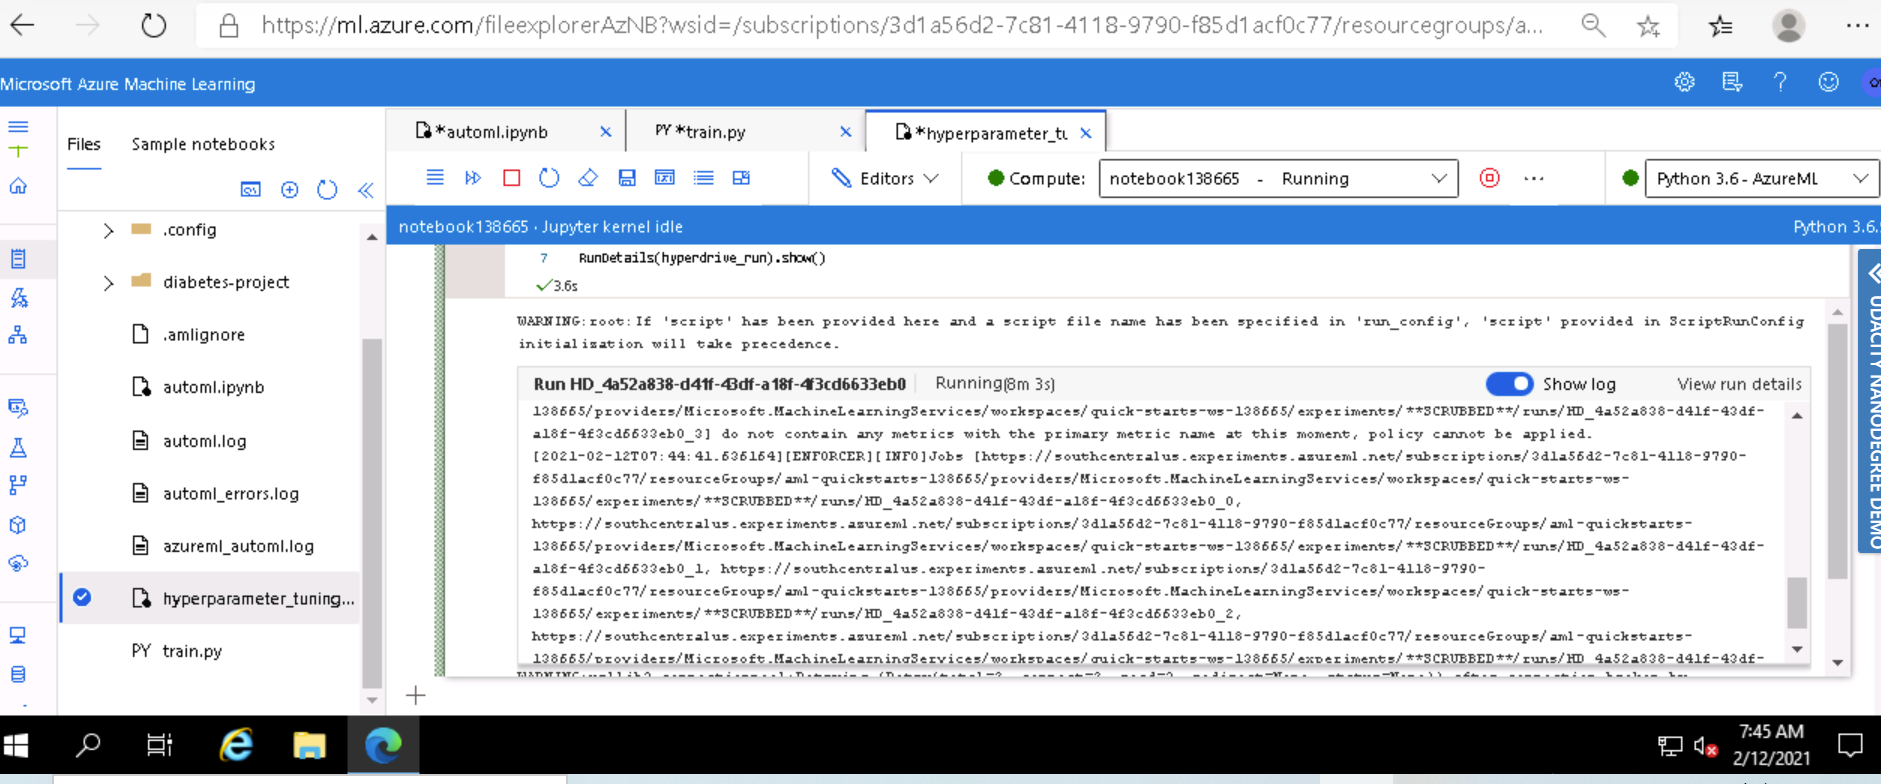 https://ml.azure.com/fileexplorerAzNB?wsid=/subscriptions/3d1a56d2-7c81-4118-9790-f85d1acf0c77/resourcegroups/a...
Microsoft Azure Machine Learning
Files
Sample notebooks
.config
diabetes-project
.amlignore
automl.ipynb
automl.log
automl_errors.log
azureml_automl.log
hyperparameter_tuning...
PY train.py
*automl.ipynb
PY *train.py
*hyperparameter_tu
Editors
Compute:
notebook138665 - Running
Python 3.6 - AzureML
notebook138665 · Jupyter kernel idle
Python 3.6.
7 RunDetails(hyperdrive_run).show()
3.6s
WARNING:root:If 'script' has been provided here and a script file name has been specified in 'run_config', 'script' provided in ScriptRunConfig
initialization will take precedence.
Run HD_4a52a838-d41f-43df-a18f-4f3cd6633eb0
Running(8m 3s)
Show log
View run details
138665/providers/Microsoft.MachineLearningServices/workspaces/quick-starts-ws-138665/experiments/**SCRUBBED**/runs/HD_4a52a838-d41f-43df-
a18f-4f3cd6633eb0_3] do not contain any metrics with the primary metric name at this moment, policy cannot be applied.
[2021-02-12T07:44:41.636164][ENFORCER][INFO]Jobs [https://southcentralus.experiments.azureml.net/subscriptions/3d1a56d2-7c81-4118-9790-
f85d1acf0c77/resourceGroups/aml-quickstarts-138665/providers/Microsoft.MachineLearningServices/workspaces/quick-starts-ws-
138665/experiments/**SCRUBBED**/runs/HD_4a52a838-d41f-43df-a18f-4f3cd6633eb0_0,
https://southcentralus.experiments.azureml.net/subscriptions/3d1a56d2-7c81-4118-9790-f85d1acf0c77/resourceGroups/aml-quickstarts-
138665/providers/Microsoft.MachineLearningServices/workspaces/quick-starts-ws-138665/experiments/**SCRUBBED**/runs/HD_4a52a838-d41f-43df-
a18f-4f3cd6633eb0_1, https://southcentralus.experiments.azureml.net/subscriptions/3d1a56d2-7c81-4118-9790-
f85d1acf0c77/resourceGroups/aml-quickstarts-138665/providers/Microsoft.MachineLearningServices/workspaces/quick-starts-ws-
138665/experiments/**SCRUBBED**/runs/HD_4a52a838-d41f-43df-a18f-4f3cd6633eb0_2,
https://southcentralus.experiments.azureml.net/subscriptions/3d1a56d2-7c81-4118-9790-f85d1acf0c77/resourceGroups/aml-quickstarts-
138665/providers/Microsoft.MachineLearningServices/workspaces/quick-starts-ws-138665/experiments/**SCRUBBED**/runs/HD_4a52a838-d41f-43df-
UDACITY NANODEGREE DEMO
7:45 AM
2/12/2021